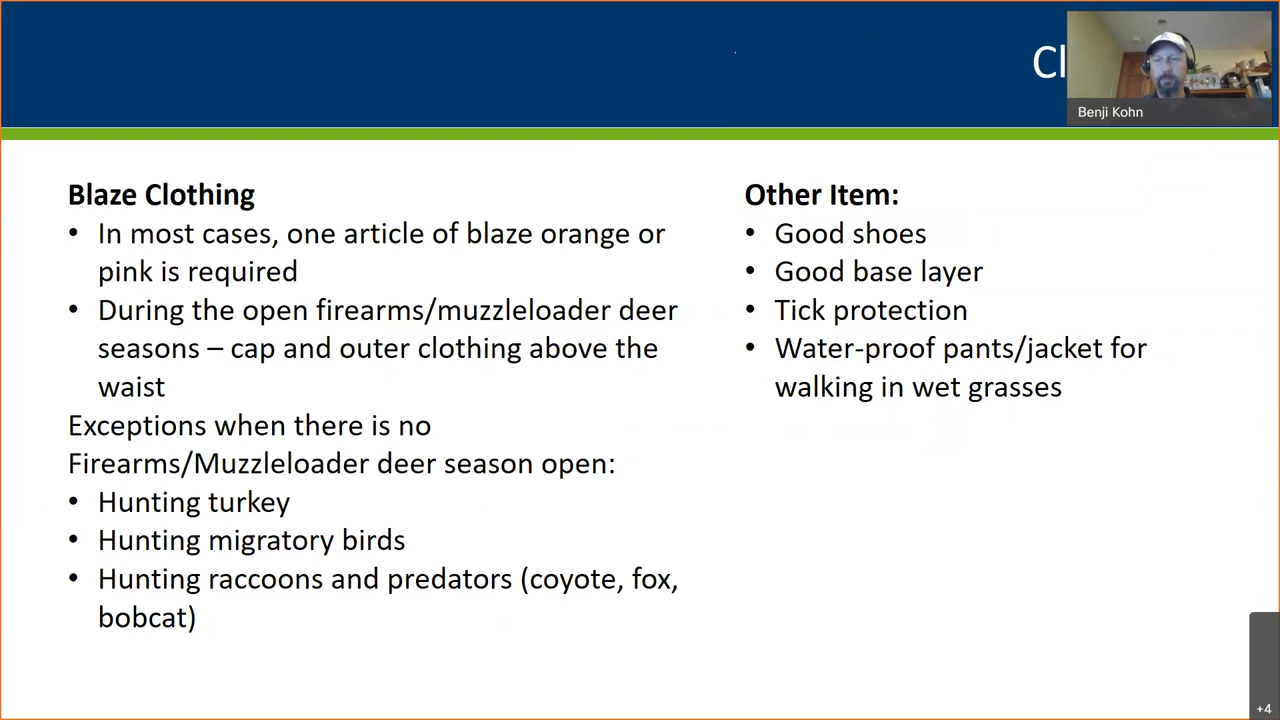 Cl
Benji Kohn
Blaze Clothing
• In most cases, one article of blaze orange or
pink is required
• During the open firearms/muzzleloader deer
seasons – cap and outer clothing above the
waist
Exceptions when there is no
Firearms/Muzzleloader deer season open:
• Hunting turkey
• Hunting migratory birds
• Hunting raccoons and predators (coyote, fox,
bobcat)
Other Item:
• Good shoes
• Good base layer
• Tick protection
• Water-proof pants/jacket for
walking in wet grasses
+4